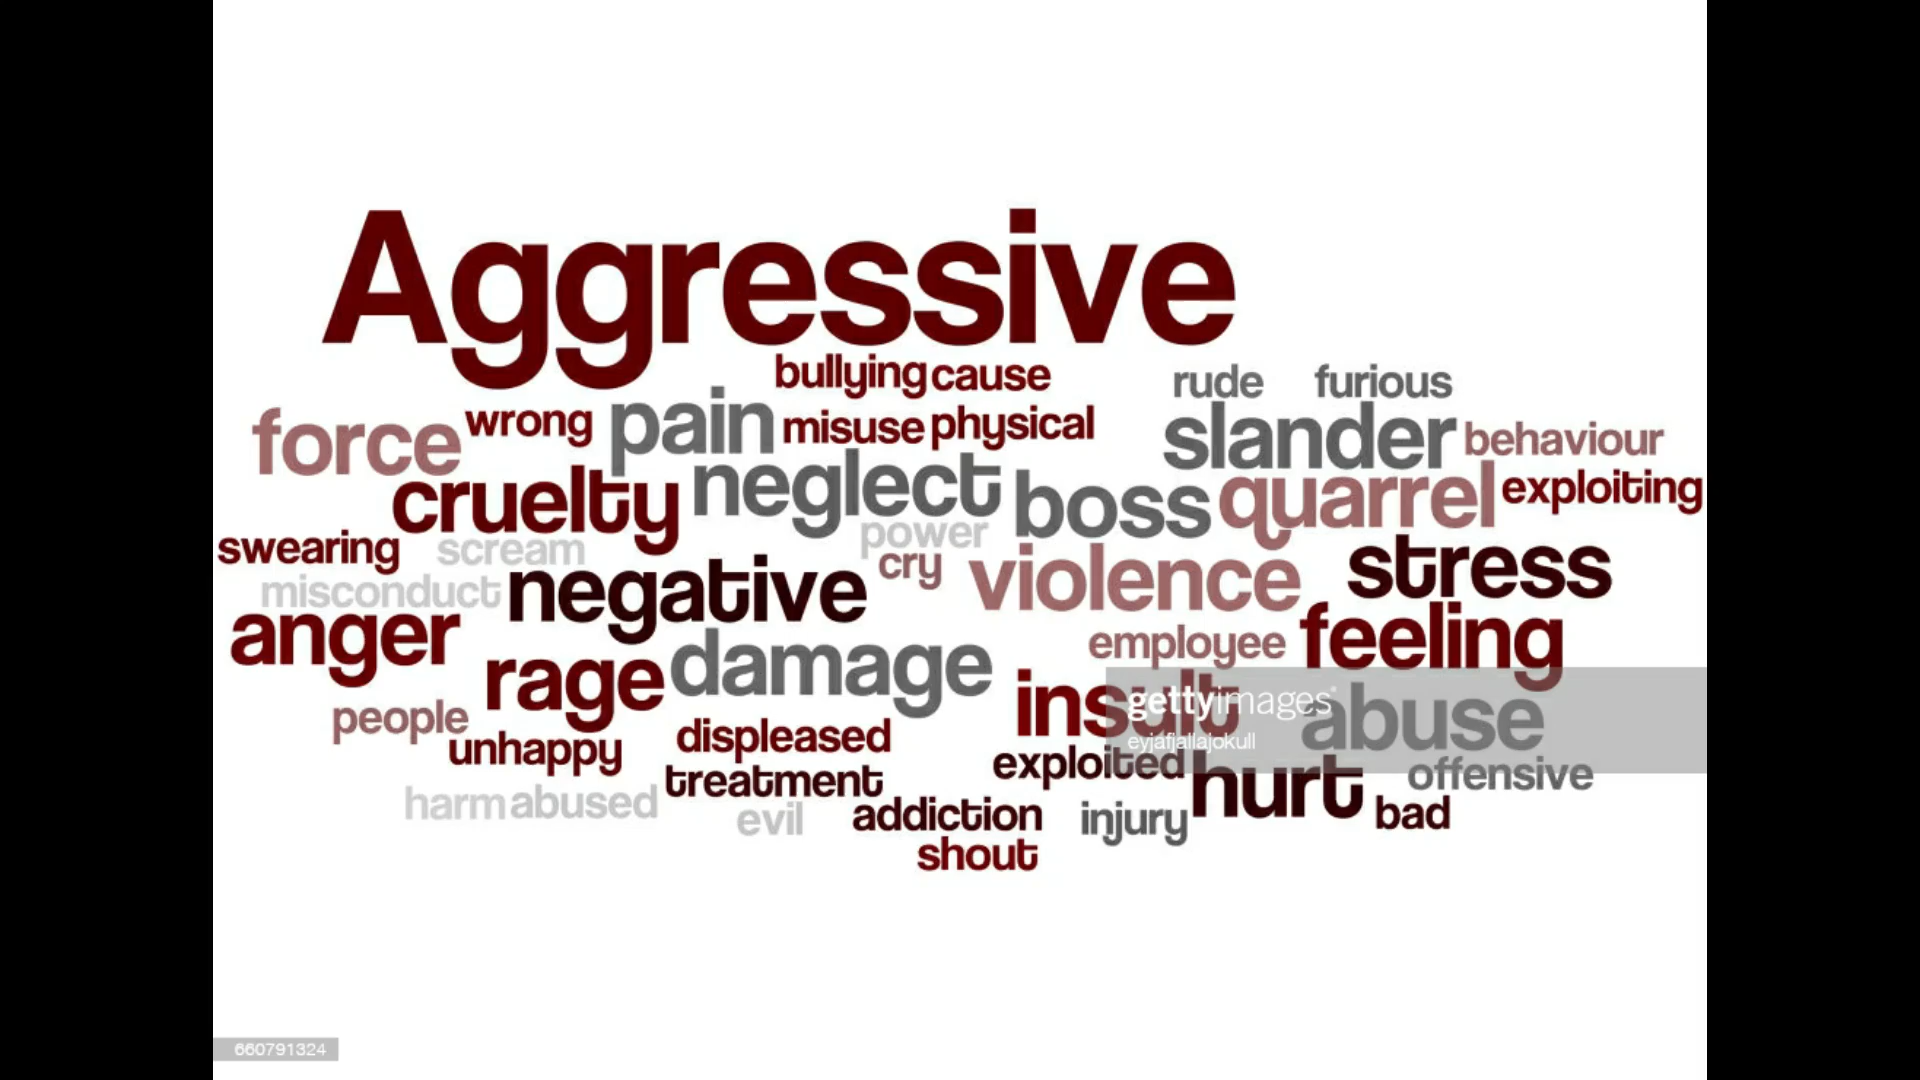 Aggressive
bullying cause
rude furious
force wrong pain misuse physical slander behaviour
cruelty neglect boss quarrel exploiting
swearing scream power
misconduct negative cry violence stress
anger employee feeling
rage damage insult abuse
gettyimages
eyjafjallajokull
people unhappy displeased exploited hurt offensive
treatment
harm abused evil addiction injury bad
shout
660791324